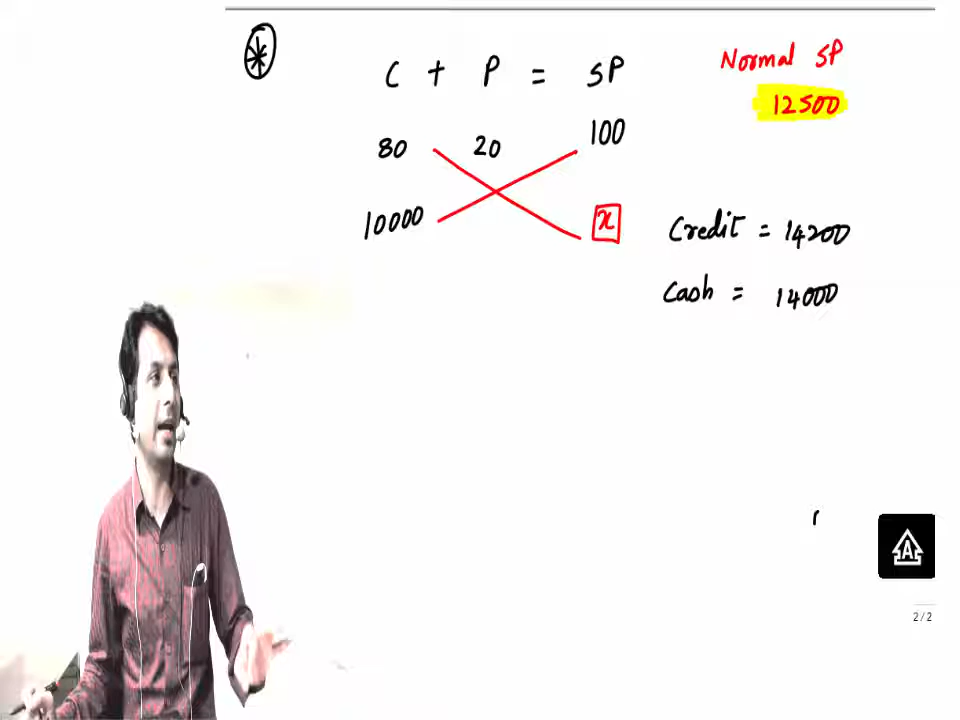 C + P = SP
80 20 100
10000 x
Normal SP
12500
Credit = 14200
Cash = 14000
A
2/2